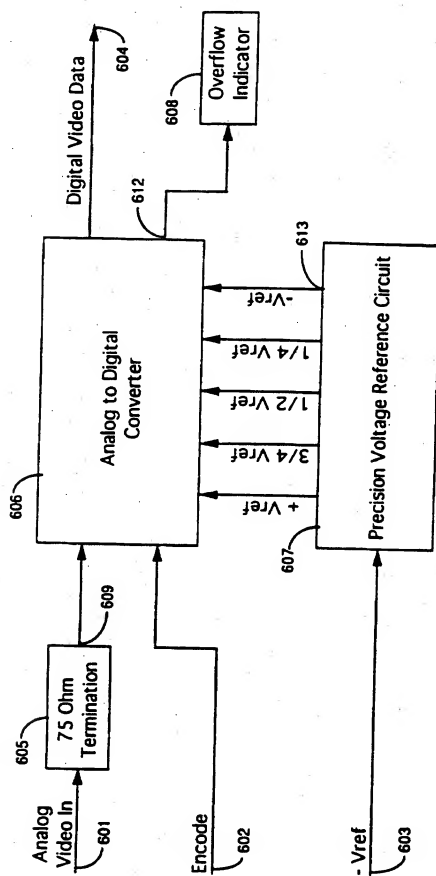 Analog
Video In
601
605
75 Ohm
Termination
609
Encode
602
- Vref
603
606
Analog to Digital
Converter
Digital Video Data
604
612
608
Overflow
Indicator
+ Vref
3/4 Vref
1/2 Vref
1/4 Vref
-Vref
613
607
Precision Voltage Reference Circuit